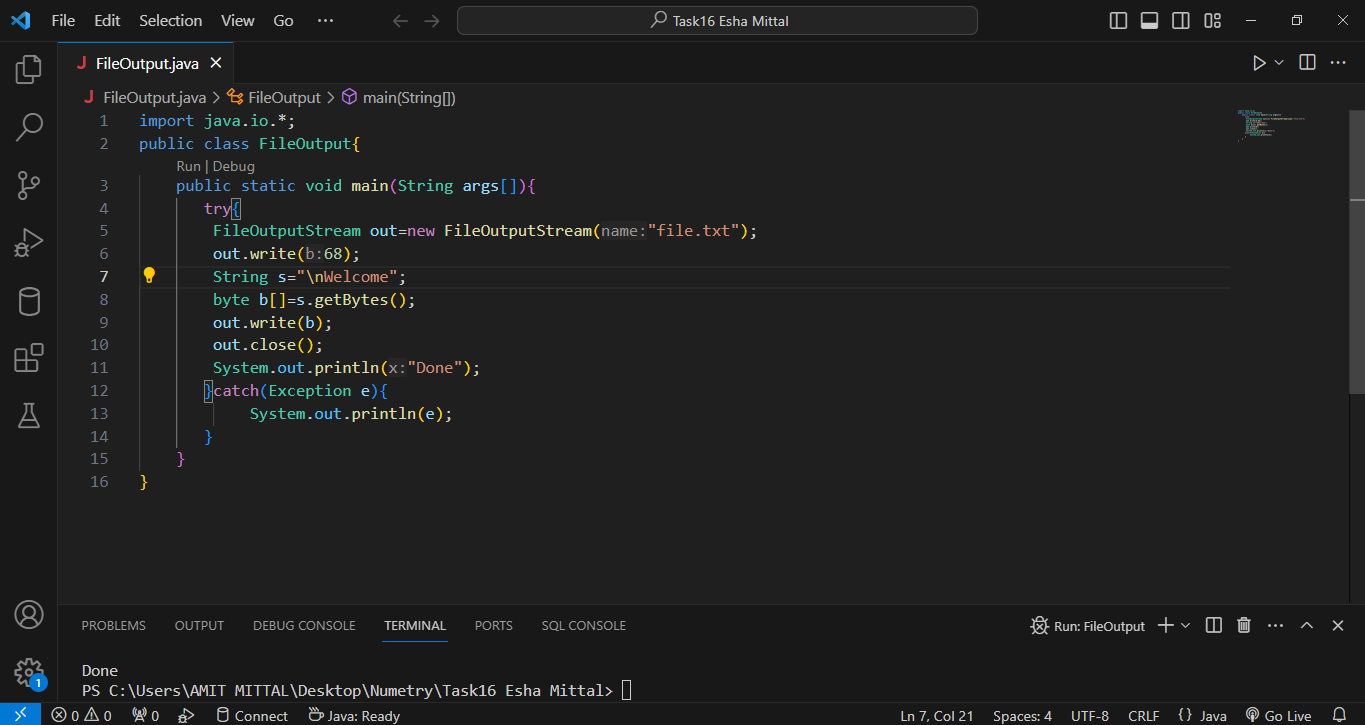 File Edit Selection View Go ··· Task16 Esha Mittal
J FileOutput.java
J FileOutput.java > FileOutput > main(String[])
1 import java.io.*;
2 public class FileOutput{
Run | Debug
3 public static void main(String args[]){
4 try{
5 FileOutputStream out=new FileOutputStream(name:"file.txt");
6 out.write(b:68);
7 String s="\nWelcome";
8 byte b[]=s.getBytes();
9 out.write(b);
10 out.close();
11 System.out.println(x:"Done");
12 }catch(Exception e){
13 System.out.println(e);
14 }
15 }
16 }
PROBLEMS OUTPUT DEBUG CONSOLE TERMINAL PORTS SQL CONSOLE Run: FileOutput
Done
PS C:\Users\AMIT MITTAL\Desktop\Numetry\Task16 Esha Mittal>
1
0 0 0 Connect Java: Ready Ln 7, Col 21 Spaces: 4 UTF-8 CRLF {} Java Go Live